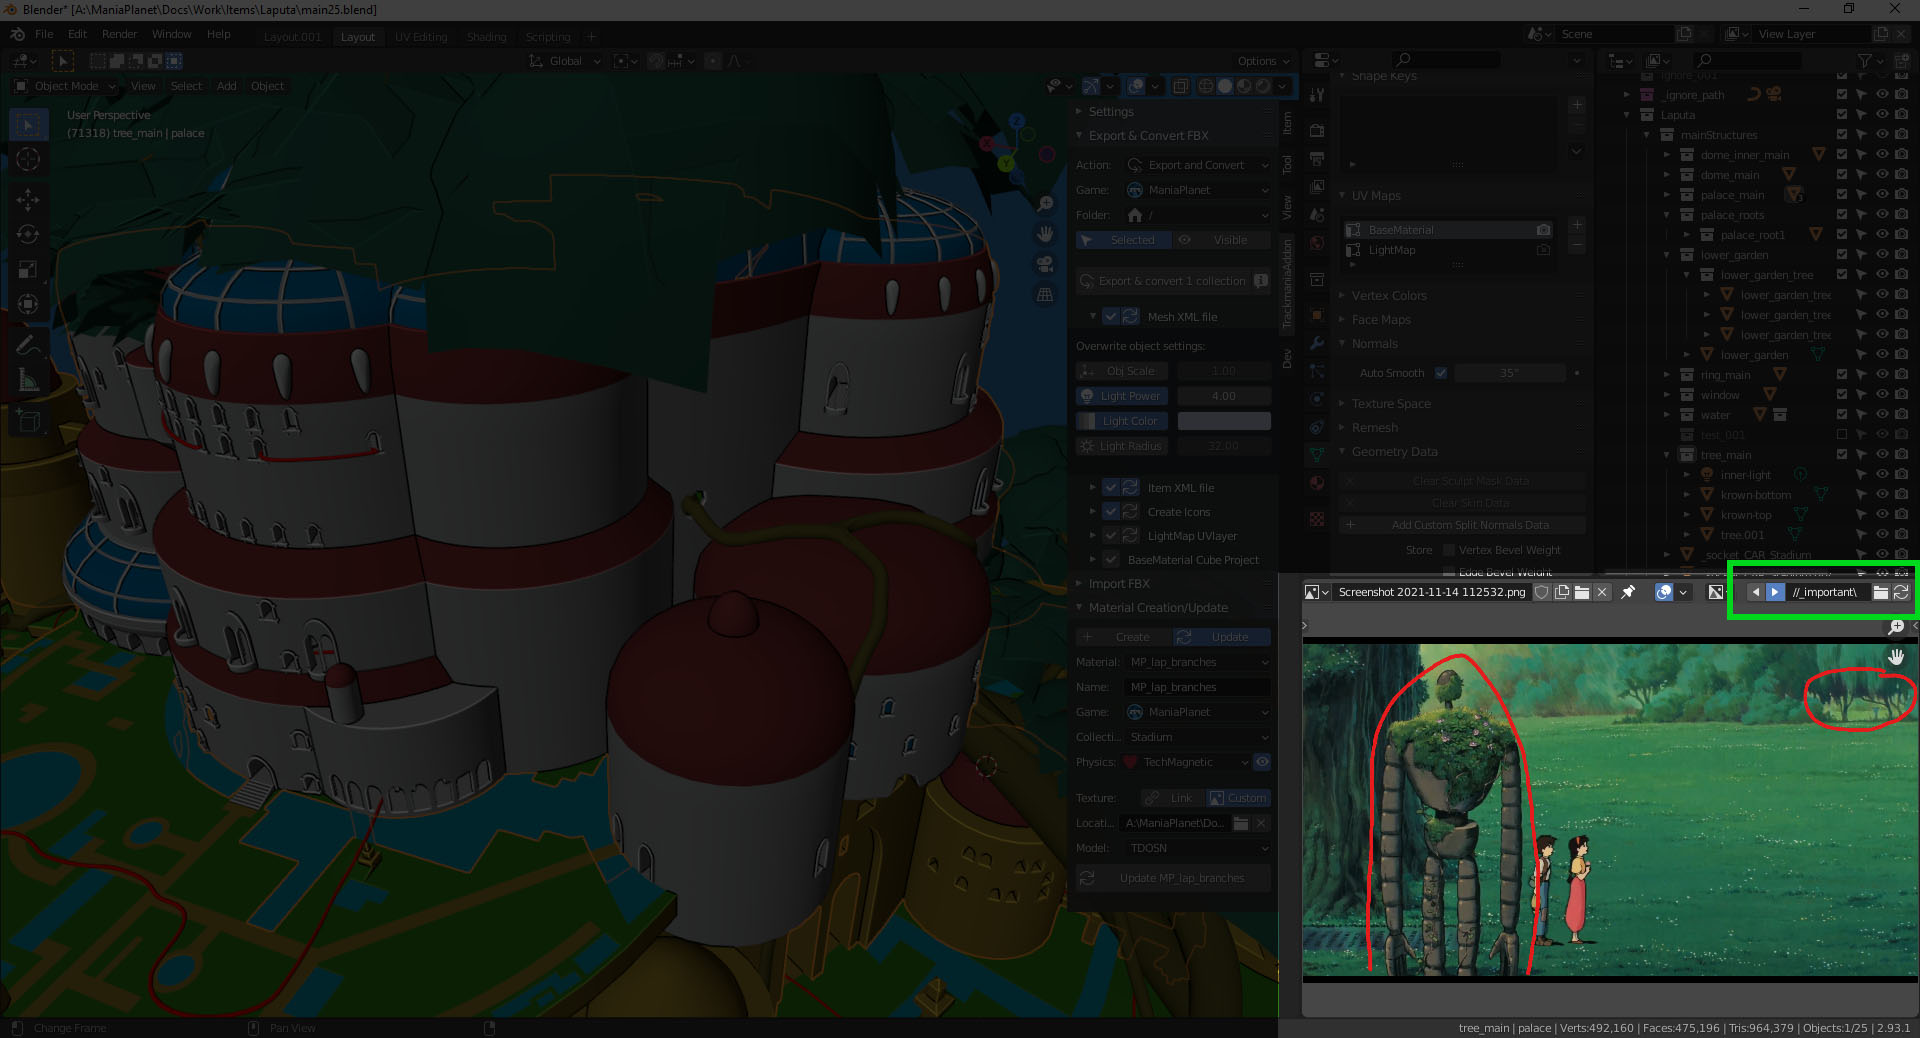 Blender* [A:\ManiaPlanet\Docs\Work\Items\Laputa\main25.blend]
File Edit Render Window Help
Layout.001 Layout UV Editing Shading Scripting +
Scene
View Layer
Global
Options
Object Mode View Select Add Object
User Perspective
(71318) tree_main | palace
Z
X
Y
Settings
Export & Convert FBX
Action: Export and Convert
Game: ManiaPlanet
Folder: /
Selected Visible
Export & convert 1 collection
Mesh XML file
Overwrite object settings:
Obj Scale 1.00
Light Power 4.00
Light Color
Light Radius 32.00
Item XML file
Create Icons
LightMap UVlayer
BaseMaterial Cube Project
Import FBX
Material Creation/Update
Create Update
Material: MP_lap_branches
Name: MP_lap_branches
Game: ManiaPlanet
Collecti... Stadium
Physics: TechMagnetic
Texture: Link Custom
Locati... A:\ManiaPlanet\Do...
Model: TDOSN
Update MP_lap_branches
Item
Tool
View
TrackmaniaAddon
Dev
Shape Keys
UV Maps
BaseMaterial
LightMap
Vertex Colors
Face Maps
Normals
Auto Smooth 35°
Texture Space
Remesh
Geometry Data
Clear Sculpt Mask Data
Clear Skin Data
Add Custom Split Normals Data
Store Vertex Bevel Weight
Edge Bevel Weight
ignore_001
_ignore_path
Laputa
mainStructures
dome_inner_main
dome_main
palace_main 3
palace_roots
palace_root1
lower_garden
lower_garden_tree
lower_garden_tree
lower_garden_tree
lower_garden_tree
lower_garden
ring_main
window
water
test_001
tree_main
inner-light
krown-bottom
krown-top
tree.001
_socket_CAR_Stadium
Screenshot 2021-11-14 112532.png
//_important\
Change Frame
Pan View
tree_main | palace | Verts:492,160 | Faces:475,196 | Tris:964,379 | Objects:1/25 | 2.93.1